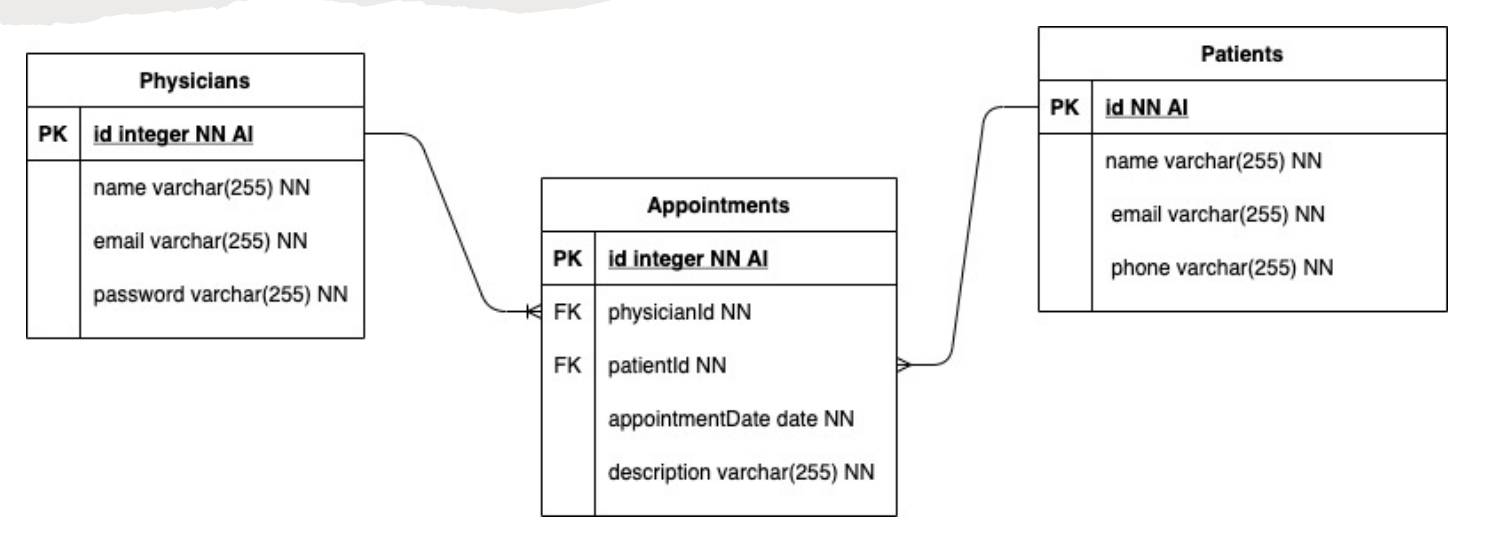 Physicians
PK id integer NN AI
name varchar(255) NN
email varchar(255) NN
password varchar(255) NN
Appointments
PK id integer NN AI
FK physicianId NN
FK patientId NN
appointmentDate date NN
description varchar(255) NN
Patients
PK id NN AI
name varchar(255) NN
email varchar(255) NN
phone varchar(255) NN